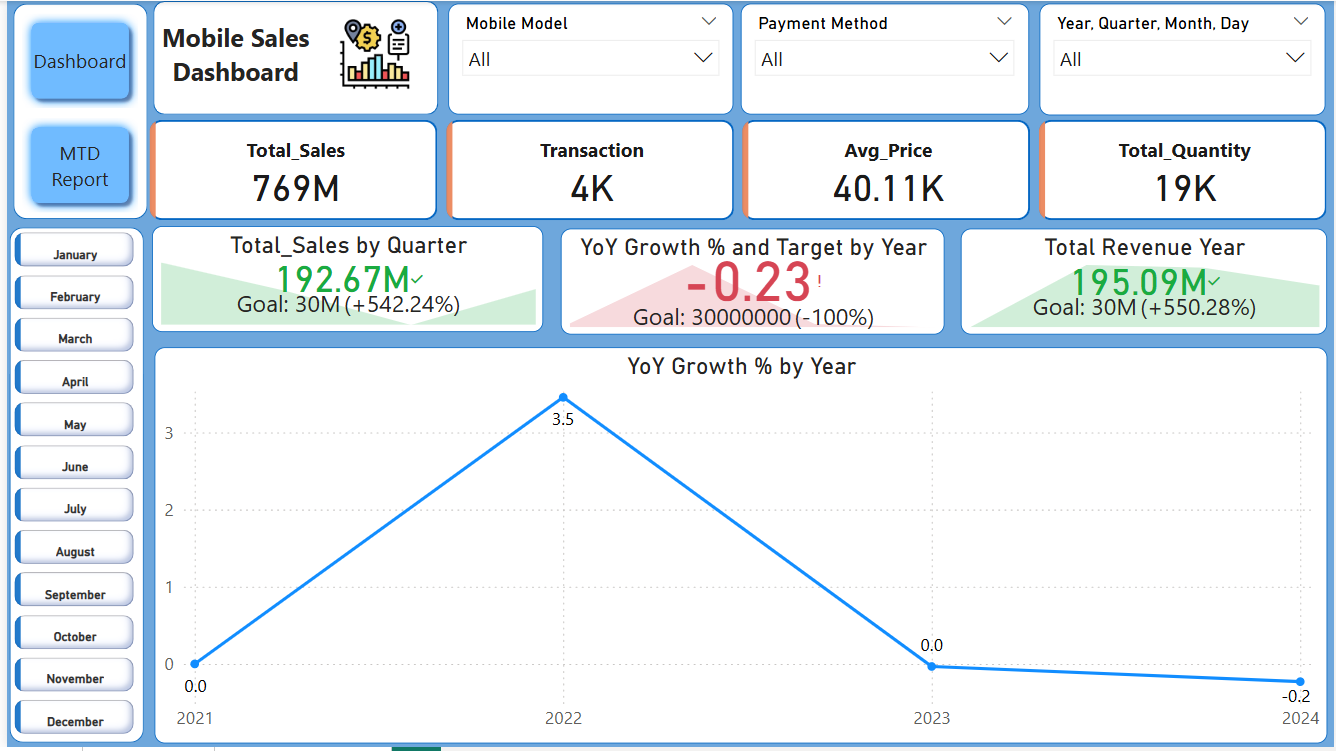 Dashboard
MTD
Report
Mobile Sales
Dashboard
Mobile Model
All
Payment Method
All
Year, Quarter, Month, Day
All
Total_Sales
769M
Transaction
4K
Avg_Price
40.11K
Total_Quantity
19K
January
February
March
April
May
June
July
August
September
October
November
December
Total_Sales by Quarter
192.67M
Goal: 30M (+542.24%)
YoY Growth % and Target by Year
-0.23!
Goal: 30000000 (-100%)
Total Revenue Year
195.09M
Goal: 30M (+550.28%)
YoY Growth % by Year
3
2
1
0
0.0
3.5
0.0
-0.2
2021
2022
2023
2024